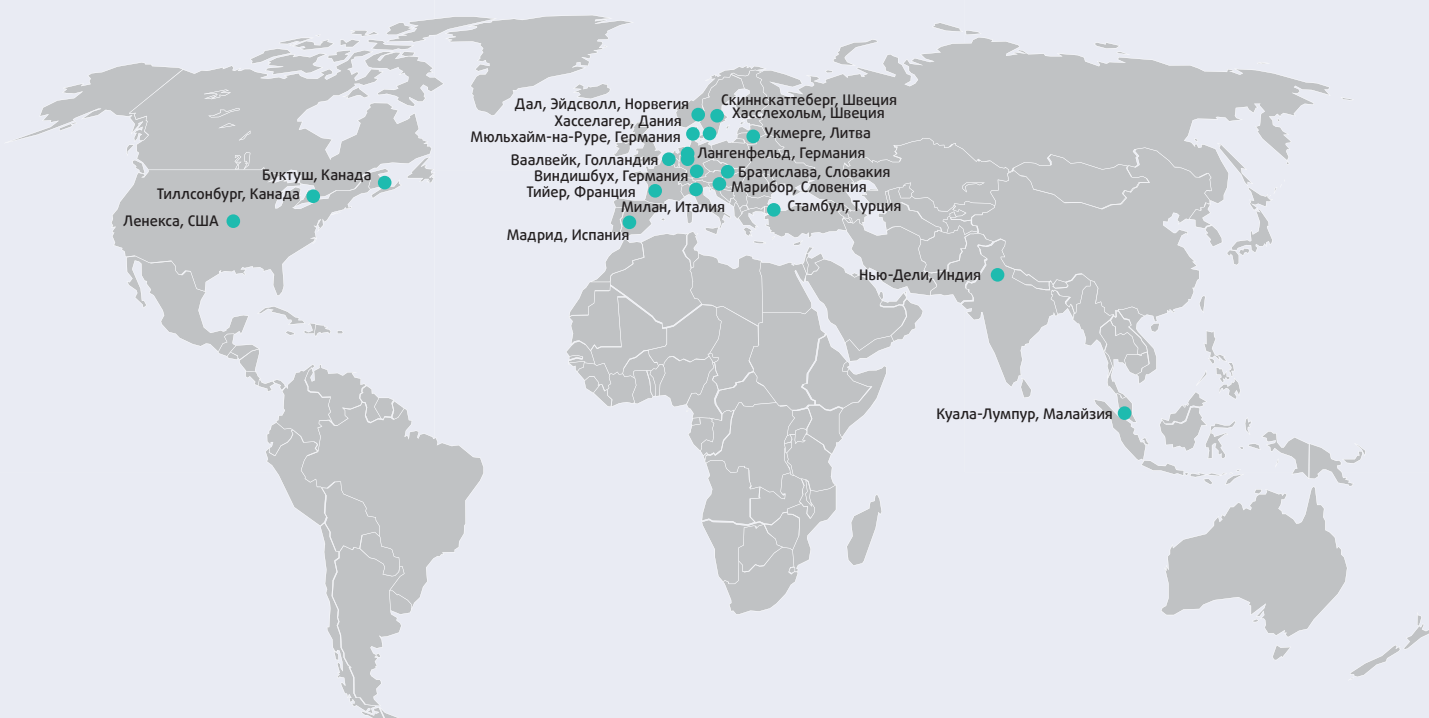 Дал, Эйдсволл, Норвегия
Скиннскаттеберг, Швеция
Хасслехольм, Швеция
Хасселагер, Дания
Укмерге, Литва
Мюльхайм-на-Руре, Германия
Лангенфельд, Германия
Ваалвейк, Голландия
Братислава, Словакия
Виндишбух, Германия
Буктуш, Канада
Марибор, Словения
Тийер, Франция
Тиллсонбург, Канада
Милан, Италия
Стамбул, Турция
Ленекса, США
Мадрид, Испания
Нью-Дели, Индия
Куала-Лумпур, Малайзия